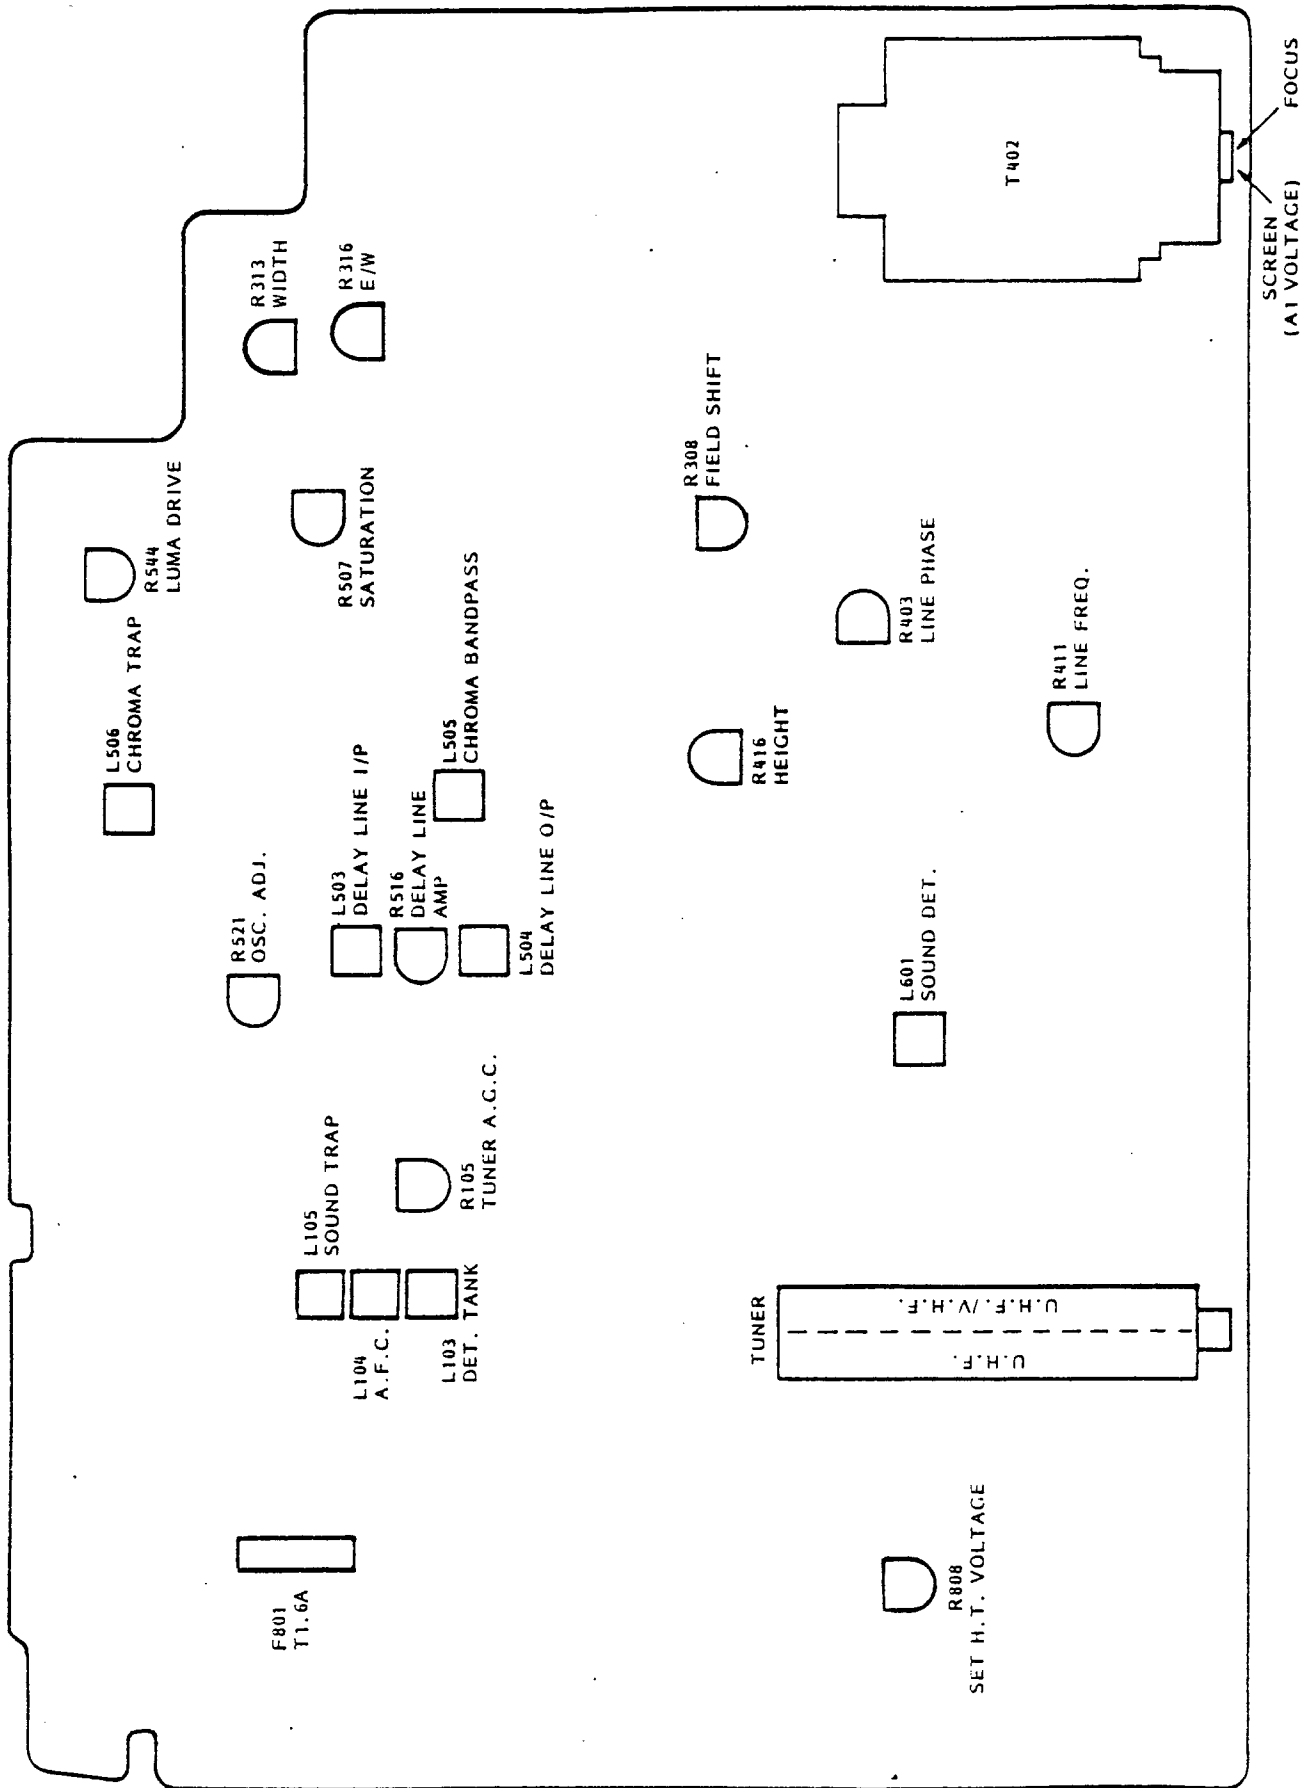 R544
LUMA DRIVE
L506
CHROMA TRAP
R313
WIDTH
R316
E/W
R507
SATURATION
R521
OSC. ADJ.
L503
DELAY LINE I/P
R516
DELAY LINE
AMP
L505
CHROMA BANDPASS
L504
DELAY LINE O/P
L105
SOUND TRAP
L104
A.F.C.
L103
DET. TANK
R105
TUNER A.G.C.
F801
T1.6A
R308
FIELD SHIFT
R416
HEIGHT
R403
LINE PHASE
R411
LINE FREQ.
L601
SOUND DET.
TUNER
U.H.F.
U.H.F./V.H.F.
R808
SET H.T. VOLTAGE
T402
SCREEN
(A1 VOLTAGE)
FOCUS